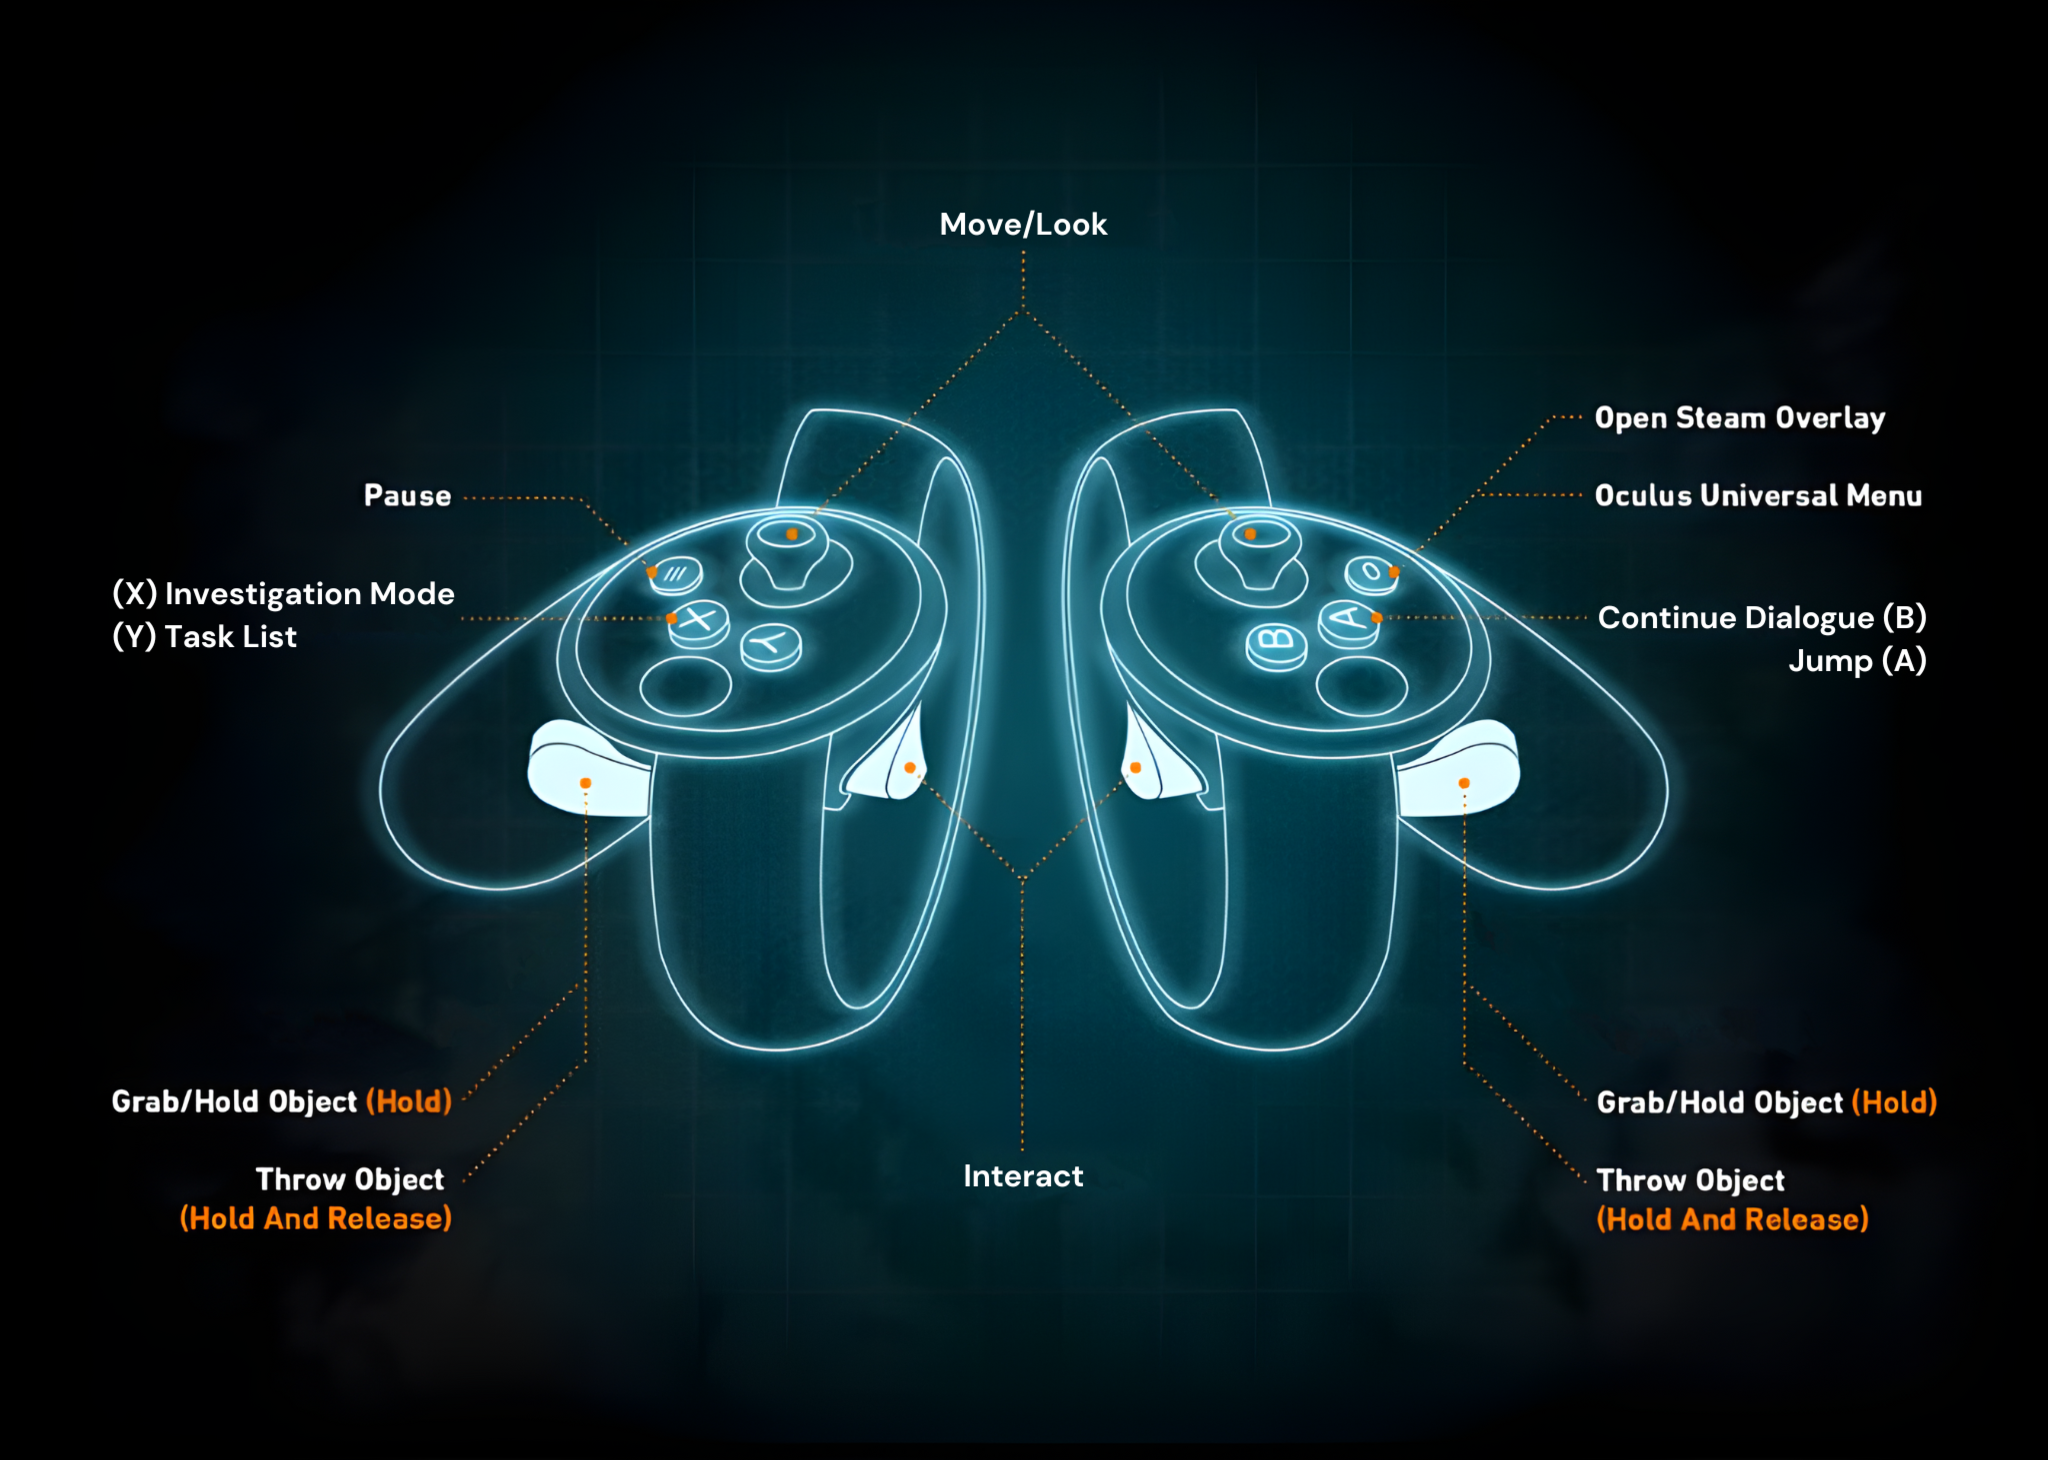 Move/Look
Open Steam Overlay
Pause
Oculus Universal Menu
(X) Investigation Mode
(Y) Task List
Continue Dialogue (B)
Jump (A)
O
X
A
Y
B
Grab/Hold Object (Hold)
Grab/Hold Object (Hold)
Throw Object
(Hold And Release)
Interact
Throw Object
(Hold And Release)